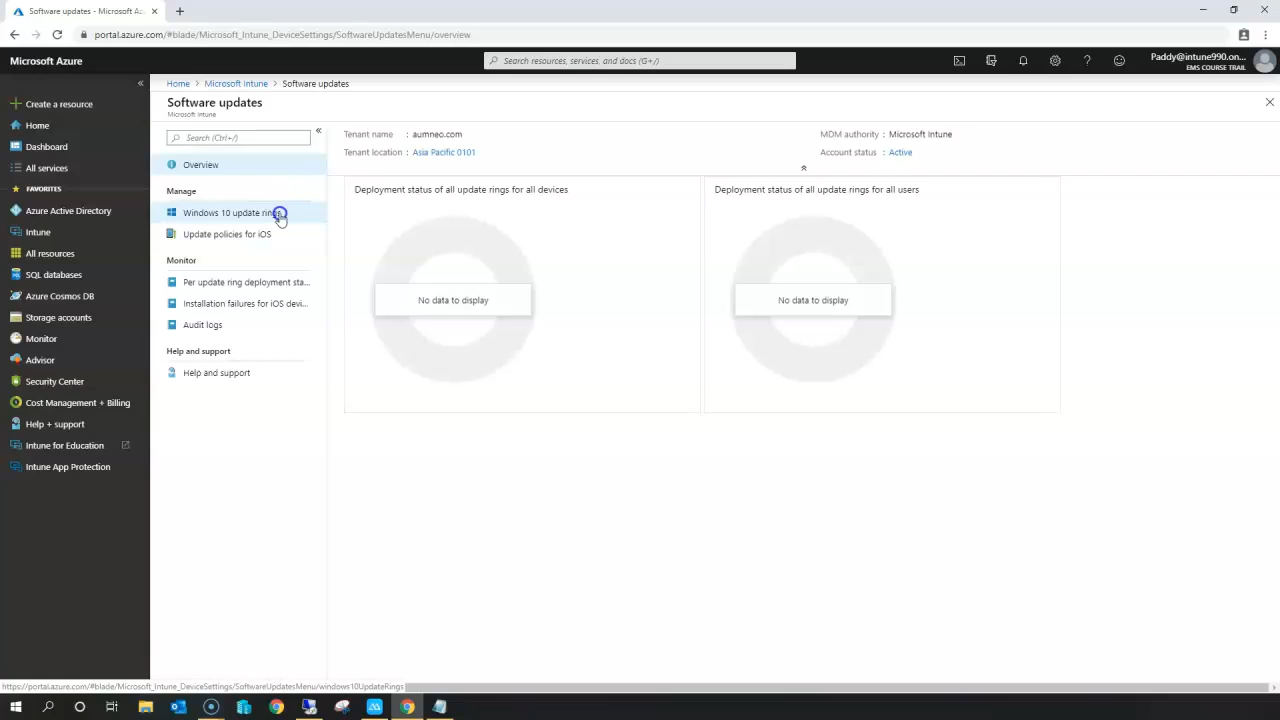 Software updates - Microsoft Az
portal.azure.com/#blade/Microsoft_Intune_DeviceSettings/SoftwareUpdatesMenu/overview
Microsoft Azure
Search resources, services, and docs (G+/)
Paddy@intune990.on...
EMS COURSE TRAIL
Create a resource
Home
Dashboard
All services
FAVORITES
Azure Active Directory
Intune
All resources
SQL databases
Azure Cosmos DB
Storage accounts
Monitor
Advisor
Security Center
Cost Management + Billing
Help + support
Intune for Education
Intune App Protection
Home > Microsoft Intune > Software updates
Software updates
Microsoft Intune
Search (Ctrl+/)
Overview
Manage
Windows 10 update rings
Update policies for iOS
Monitor
Per update ring deployment sta...
Installation failures for iOS devi...
Audit logs
Help and support
Help and support
Tenant name : aumneo.com
Tenant location : Asia Pacific 0101
MDM authority : Microsoft Intune
Account status : Active
Deployment status of all update rings for all devices
No data to display
Deployment status of all update rings for all users
No data to display
https://portal.azure.com/#blade/Microsoft_Intune_DeviceSettings/SoftwareUpdatesMenu/windows10UpdateRings